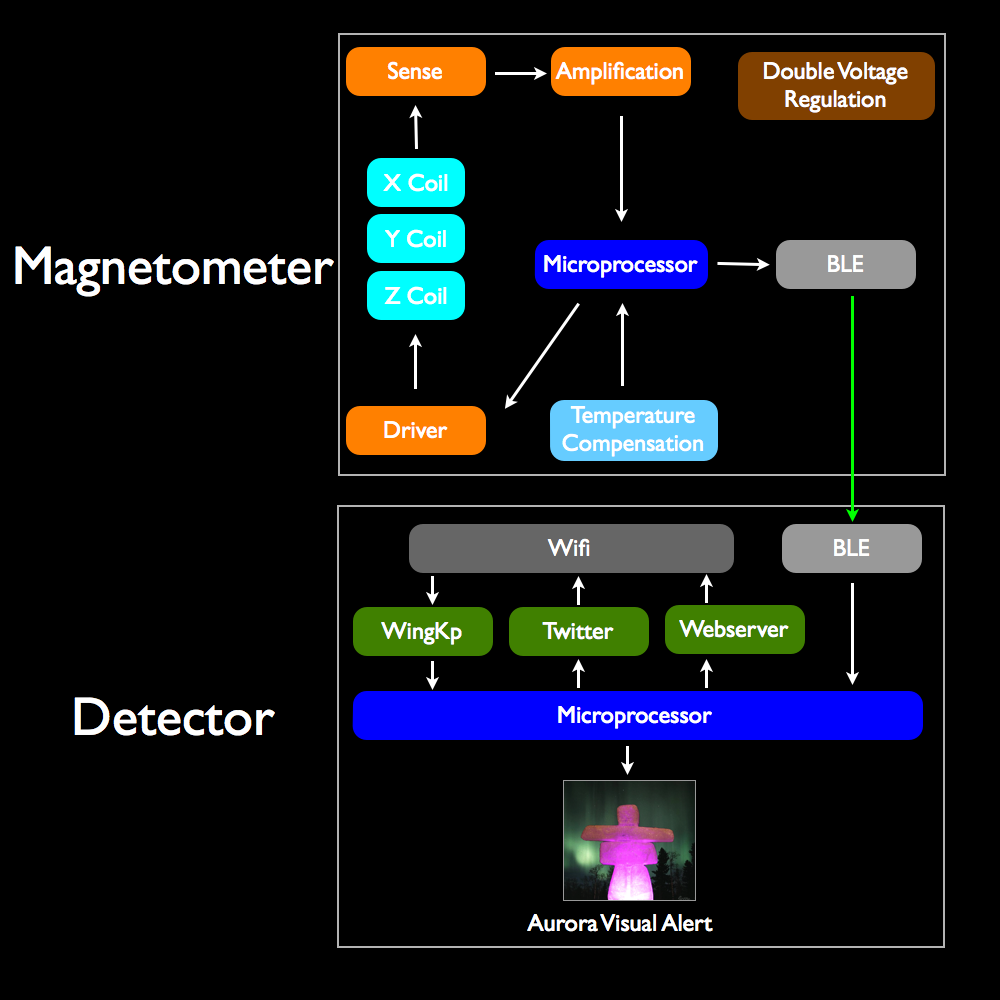 Sense
Amplification
Double Voltage
Regulation
X Coil
Y Coil
Z Coil
Magnetometer
Microprocessor
BLE
Driver
Temperature
Compensation
Wifi
BLE
WingKp
Twitter
Webserver
Detector
Microprocessor
Aurora Visual Alert